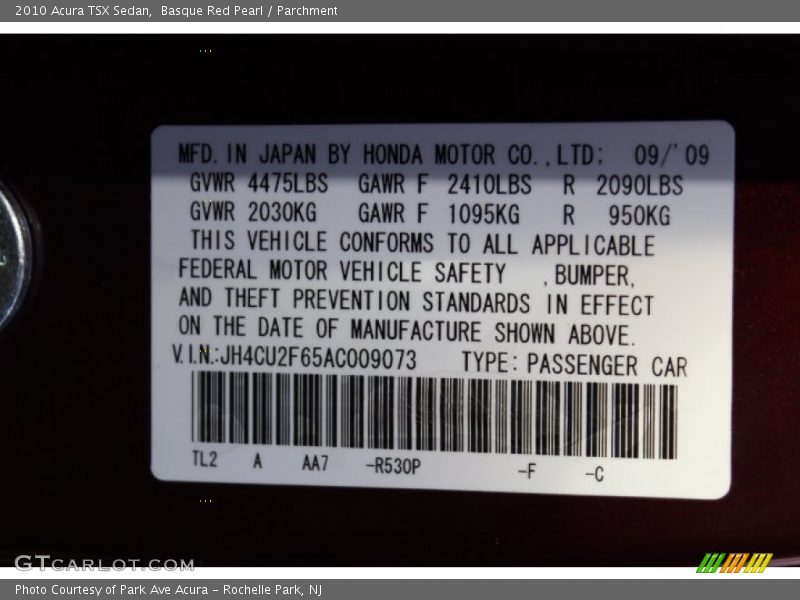 2010 Acura TSX Sedan,  Basque Red Pearl / Parchment
MFD. IN JAPAN BY HONDA MOTOR CO., LTD: 09/'09
GVWR 4475LBS GAWR F 2410LBS R 2090LBS
GVWR 2030KG GAWR F 1095KG R 950KG
THIS VEHICLE CONFORMS TO ALL APPLICABLE
FEDERAL MOTOR VEHICLE SAFETY , BUMPER,
AND THEFT PREVENTION STANDARDS IN EFFECT
ON THE DATE OF MANUFACTURE SHOWN ABOVE.
V.I.N.:JH4CU2F65AC009073 TYPE: PASSENGER CAR
TL2 A AA7 -R530P -F -C
GTCARLOT.COM
Photo Courtesy of Park Ave Acura - Rochelle Park, NJ